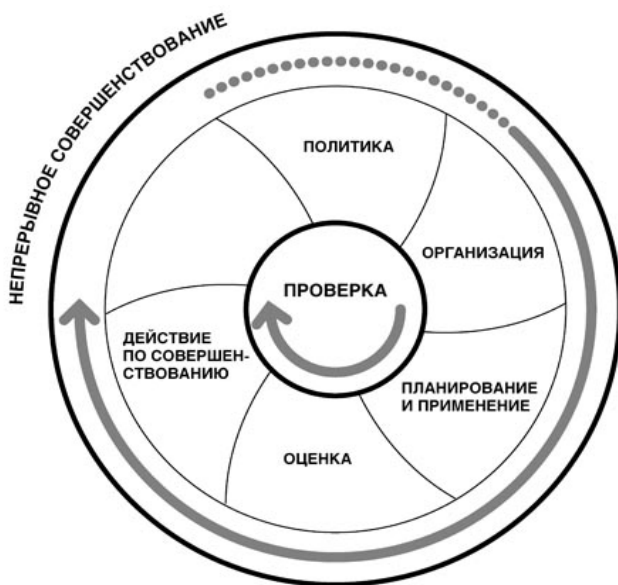 НЕПРЕРЫВНОЕ СОВЕРШЕНСТВОВАНИЕ
ПОЛИТИКА
ОРГАНИЗАЦИЯ
ПРОВЕРКА
ДЕЙСТВИЕ
ПО СОВЕРШЕН-
СТВОВАНИЮ
ПЛАНИРОВАНИЕ
И ПРИМЕНЕНИЕ
ОЦЕНКА